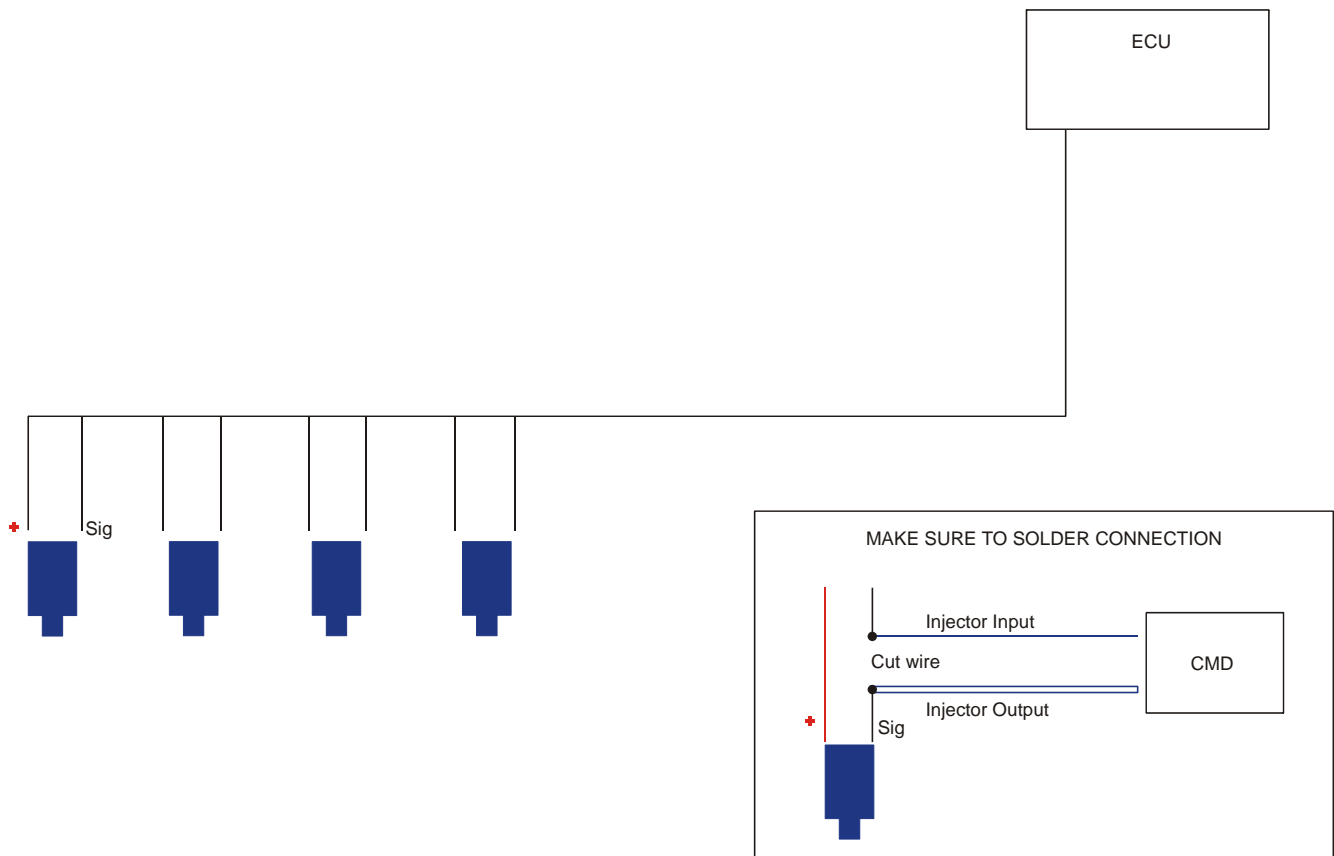 ECU
Sig
MAKE SURE TO SOLDER CONNECTION
Injector Input
Cut wire
CMD
Injector Output
Sig